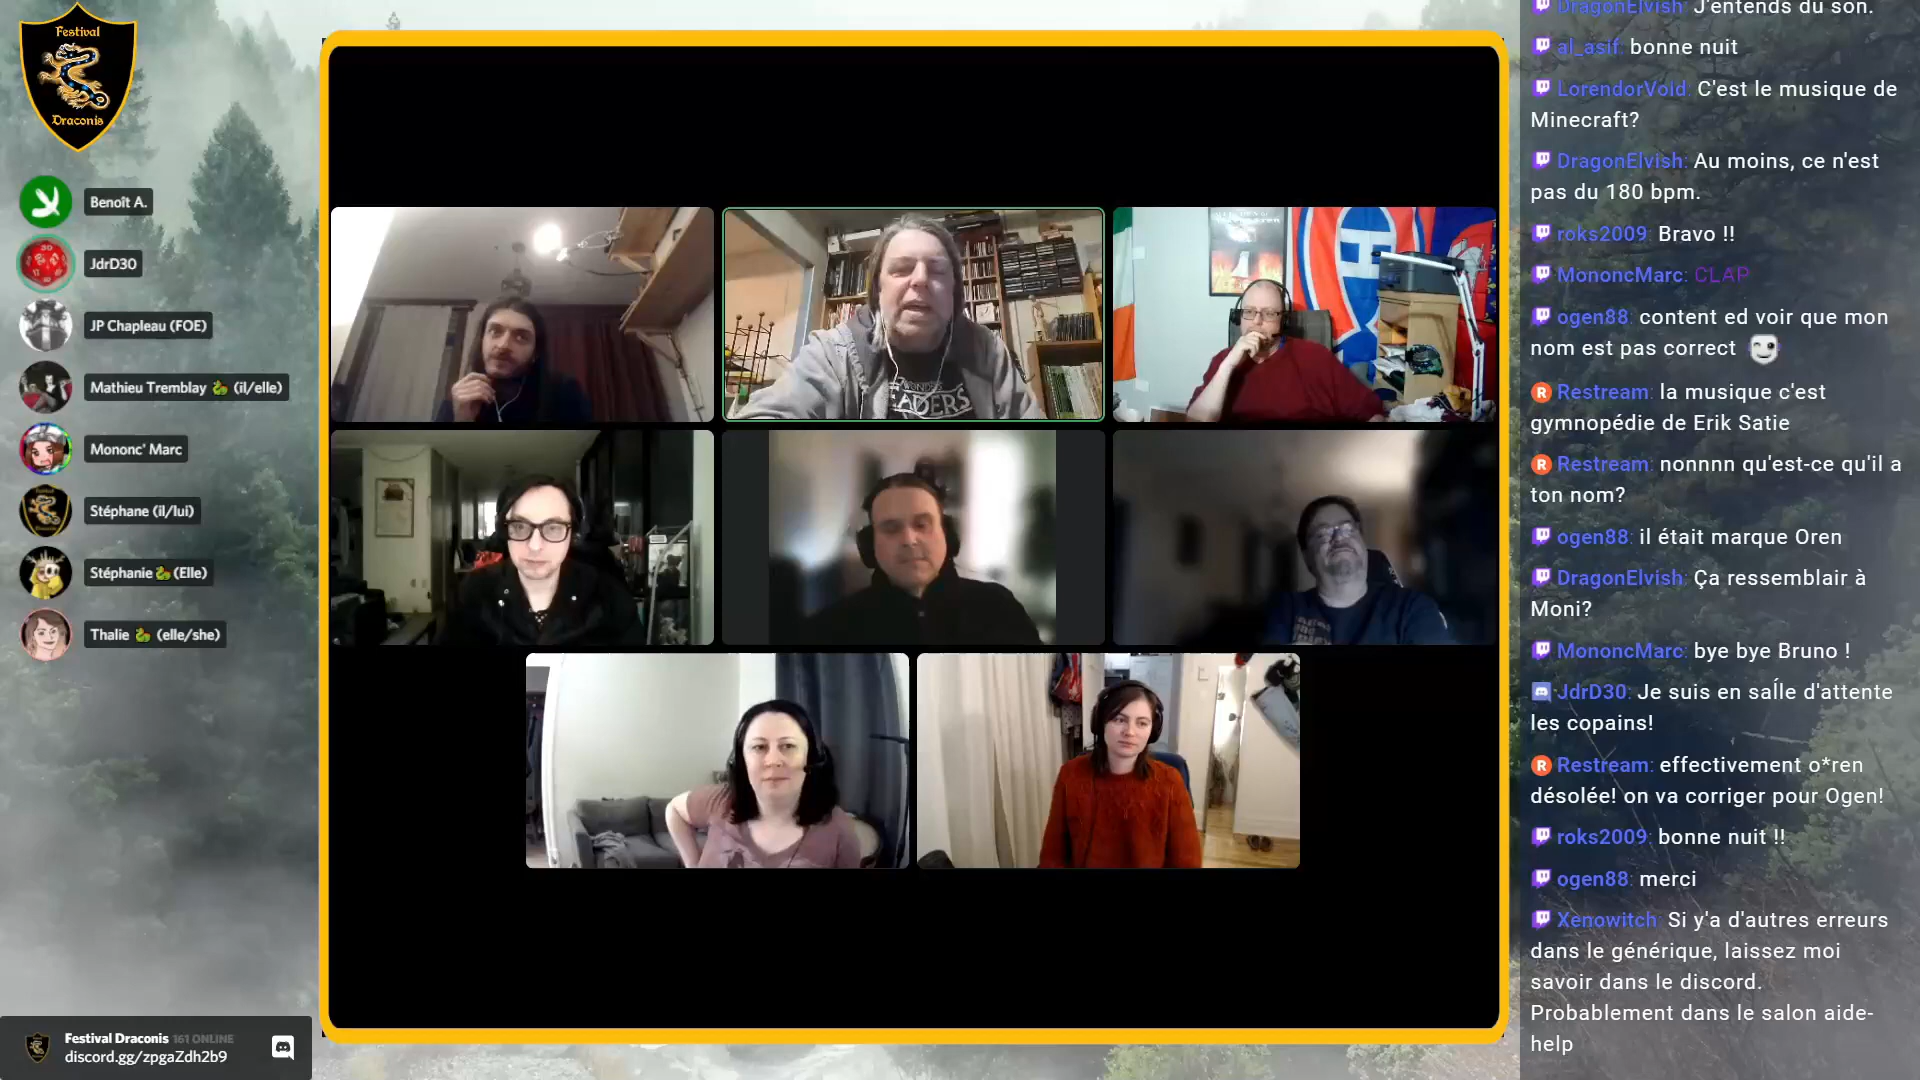 Festival
Draconis
Benoît A.
JdrD30
JP Chapleau (FOE)
Mathieu Tremblay 🐉 (il/elle)
Mononc' Marc
Stéphane (il/lui)
Stéphanie 🐉 (Elle)
Thalie 🐉 (elle/she)
Festival Draconis 161 ONLINE
discord.gg/zpgaZdh2b9
DragonElvish: J'entends du son.
al_asif: bonne nuit
LorendorVold: C'est le musique de
Minecraft?
DragonElvish: Au moins, ce n'est
pas du 180 bpm.
roks2009: Bravo !!
MononcMarc: CLAP
ogen88: content ed voir que mon
nom est pas correct
Restream: la musique c'est
gymnopédie de Erik Satie
Restream: nonnnn qu'est-ce qu'il a
ton nom?
ogen88: il était marque Oren
DragonElvish: Ça ressemblair à
Moni?
MononcMarc: bye bye Bruno !
JdrD30: Je suis en saĺle d'attente
les copains!
Restream: effectivement o*ren
désolée! on va corriger pour Ogen!
roks2009: bonne nuit !!
ogen88: merci
Xenowitch: Si y'a d'autres erreurs
dans le générique, laissez moi
savoir dans le discord.
Probablement dans le salon aide-
help